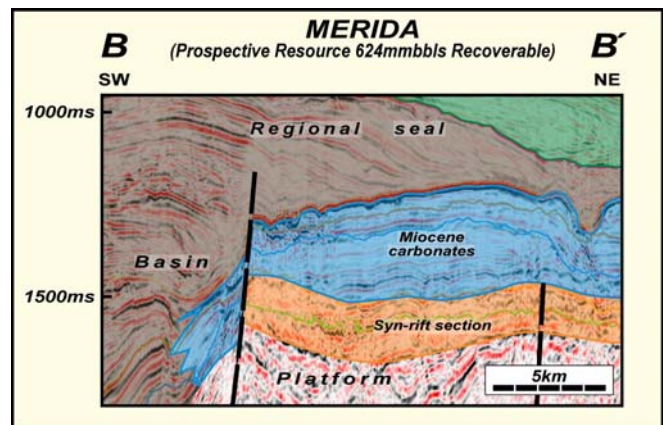 B
MERIDA
B´
(Prospective Resource 624mmbbls Recoverable)
SW
NE
1000ms
Regional seal
Miocene
carbonates
Basin
1500ms
Syn-rift section
Platform
5km